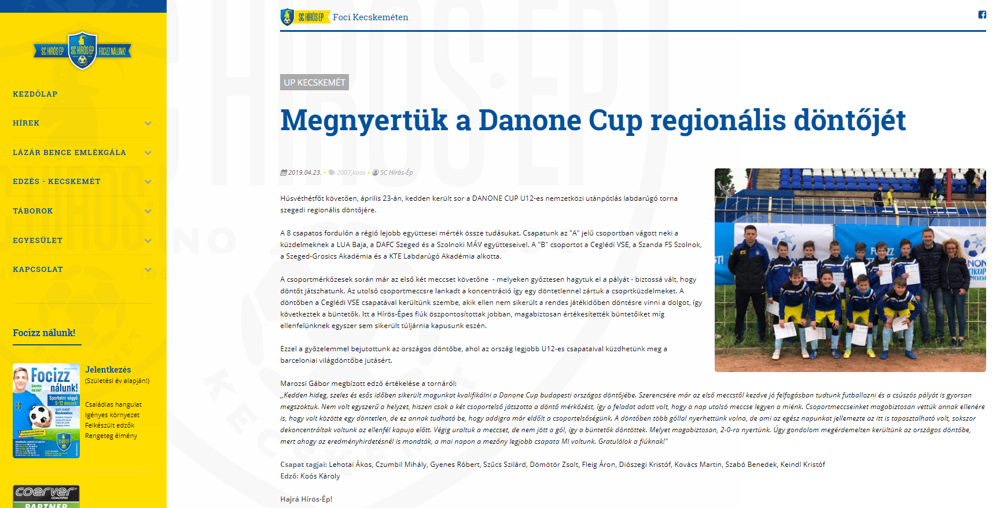 SC HÍRÖS ÉP
SC HÍRÖS ÉP
FOCIZZ NÁLUNK!
KEZDŐLAP
HÍREK
LÁZÁR BENCE EMLÉKGÁLA
EDZÉS - KECSKEMÉT
TÁBOROK
EGYESÜLET
KAPCSOLAT
Focizz nálunk!
Focizz
nálunk!
Sportolni vágyó
5-12 évesek!
Jelentkezés
(Születési év alapján!)
Családias hangulat
Igényes környezet
Felkészült edzők
Rengeteg élmény
coerver
COACHING
PARTNER
SC HÍRÖS ÉP
Foci Kecskeméten
UP KECSKEMÉT
Megnyertük a Danone Cup regionális döntőjét
2019.04.23. • 2007,koos • SC Hírös-Ép
Húsvéthétfőt követően, április 23-án, kedden került sor a DANONE CUP U12-es nemzetközi utánpótlás labdarúgó torna
szegedi regionális döntőjére.
A 8 csapatos fordulón a régió lejobb együttesei mérték össze tudásukat. Csapatunk az "A" jelű csoportban vágott neki a
küzdelmeknek a LUA Baja, a DAFC Szeged és a Szolnoki MÁV együtteseivel. A "B" csoportot a Ceglédi VSE, a Szanda FS Szolnok,
a Szeged-Grosics Akadémia és a KTE Labdarúgó Akadémia alkotta.
A csoportmérkőzesek során már az első két meccset követőne  - melyeken győztesen hagytuk el a pályát - biztossá vált, hogy
döntőt játszhatunk. Az utolsó csoportmeccsre lankadt a koncentráció így egy döntetlennel zártuk a csoprtküzdelmeket. A
döntőben a Ceglédi VSE csapatával kerültünk szembe, akik ellen nem sikerült a rendes játékidőben döntésre vinni a dolgot, így
következtek a büntetők. Itt a Hírös-Épes fiúk öszpontosítottak jobban, magabiztosan értékesítették büntetőiket míg
ellenfelünknek egyszer sem sikerült túljárnia kapusunk eszén.
Ezzel a győzelemmel bejutottunk az országos döntőbe, ahol az ország legjobb U12-es csapataival küzdhetünk meg a
barceloniai világdöntőbe jutásért.
Marozsi Gábor megbízott edző értékelése a tornáról:
,,Kedden hideg, szeles és esős időben sikerült magunkat kvalifikálni a Danone Cup budapesti országos döntőjébe. Szerencsére már az első meccstől kezdve jó felfogásban tudtunk futballozni és a csúszós pályát is gyorsan
megszoktuk. Nem volt egyszerű a helyzet, hiszen csak a két csoportelső játszotta a döntő mérkőzést, így a feladat adott volt, hogy a nap utolsó meccse legyen a miénk. Csoportmeccseinket magabiztosan vettük annak ellenére
is, hogy volt közötte egy döntetlen, de ez annak tudható be, hogy addigra már eldőlt a csoportelsőségünk. A döntőben több góllal nyerhettünk volna, de ami az egész napunkat jellemezte az itt is tapasztalható volt, sokszor
dekoncentráltak voltunk az ellenfél kapuja előtt. Végig uraltuk a meccset, de nem jött a gól, így a büntetők döntöttek. Melyet magabiztosan, 2-0-ra nyertünk. Úgy gondolom megérdemelten kerültünk az országos döntőbe,
mert ahogy az eredményhirdetésnél is mondták, a mai napon a mezőny legjobb csapata MI voltunk. Gratulálok a fiúknak!"
Csapat tagjai: Lehotai Ákos, Czumbil Mihály, Gyenes Róbert, Szűcs Szilárd, Dömötör Zsolt, Fleig Áron, Diószegi Kristóf, Kovács Martin, Szabó Benedek, Keindl Kristóf
Edző: Koós Károly
Hajrá Hírös-Ép!